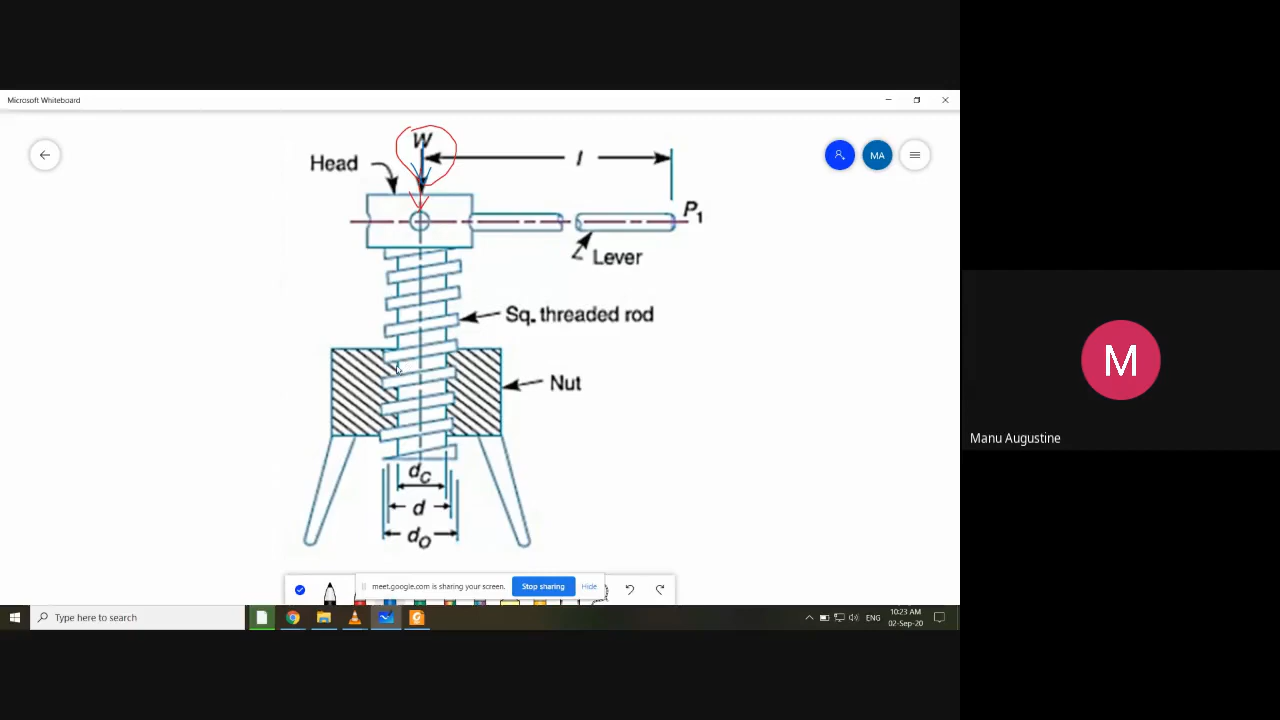 Microsoft Whiteboard
W
Head
l
P1
MA
Lever
Sq. threaded rod
Nut
dC
d
dO
meet.google.com is sharing your screen.
Stop sharing
Hide
Type here to search
ENG
10:23 AM
02-Sep-20
M
Manu Augustine